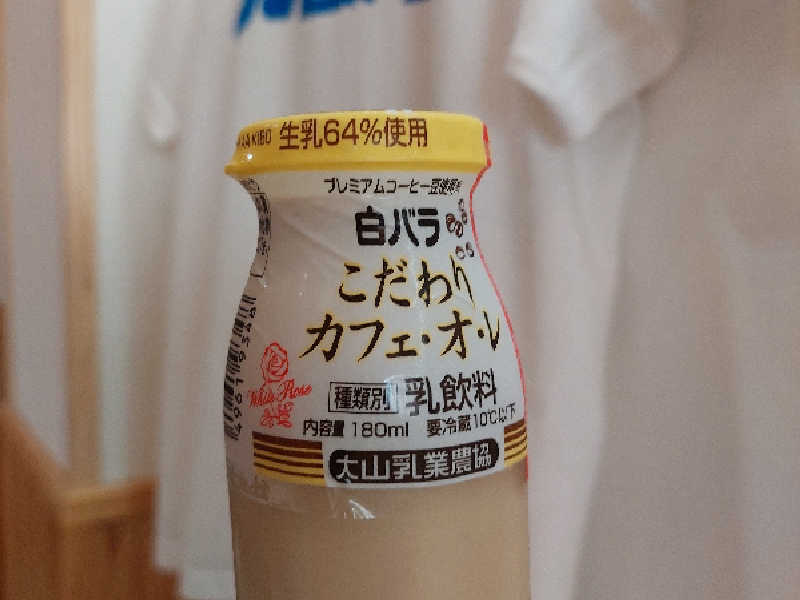 生乳64%使用
プレミアムコーヒー豆使用
白バラ
こだわり
カフェ・オ・レ
White Rose
種類別 乳飲料
内容量 180ml 要冷蔵10℃以下
大山乳業農協